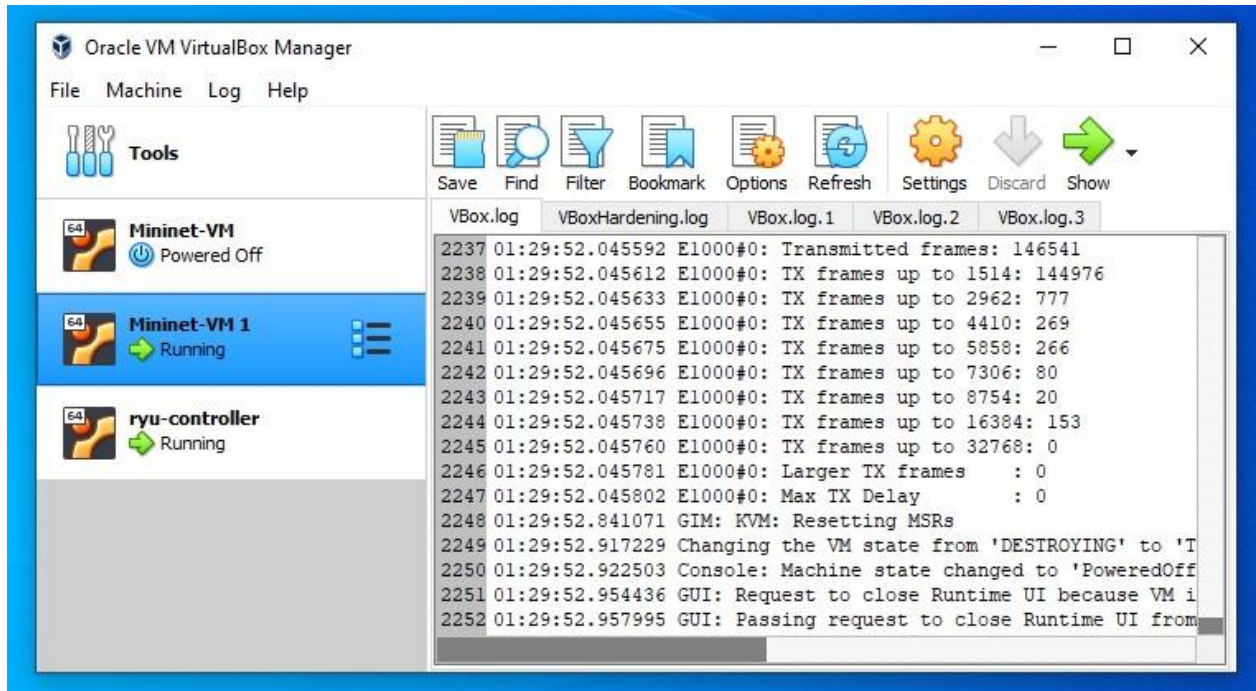 Oracle VM VirtualBox Manager
File Machine Log Help
Tools
64
Mininet-VM
Powered Off
64
Mininet-VM 1
Running
64
ryu-controller
Running
Save Find Filter Bookmark Options Refresh Settings Discard Show
VBox.log VBoxHardening.log VBox.log.1 VBox.log.2 VBox.log.3
2237 01:29:52.045592 E1000#0: Transmitted frames: 146541
2238 01:29:52.045612 E1000#0: TX frames up to 1514: 144976
2239 01:29:52.045633 E1000#0: TX frames up to 2962: 777
2240 01:29:52.045655 E1000#0: TX frames up to 4410: 269
2241 01:29:52.045675 E1000#0: TX frames up to 5858: 266
2242 01:29:52.045696 E1000#0: TX frames up to 7306: 80
2243 01:29:52.045717 E1000#0: TX frames up to 8754: 20
2244 01:29:52.045738 E1000#0: TX frames up to 16384: 153
2245 01:29:52.045760 E1000#0: TX frames up to 32768: 0
2246 01:29:52.045781 E1000#0: Larger TX frames    : 0
2247 01:29:52.045802 E1000#0: Max TX Delay        : 0
2248 01:29:52.841071 GIM: KVM: Resetting MSRs
2249 01:29:52.917229 Changing the VM state from 'DESTROYING' to 'T
2250 01:29:52.922503 Console: Machine state changed to 'PoweredOff
2251 01:29:52.954436 GUI: Request to close Runtime UI because VM i
2252 01:29:52.957995 GUI: Passing request to close Runtime UI from